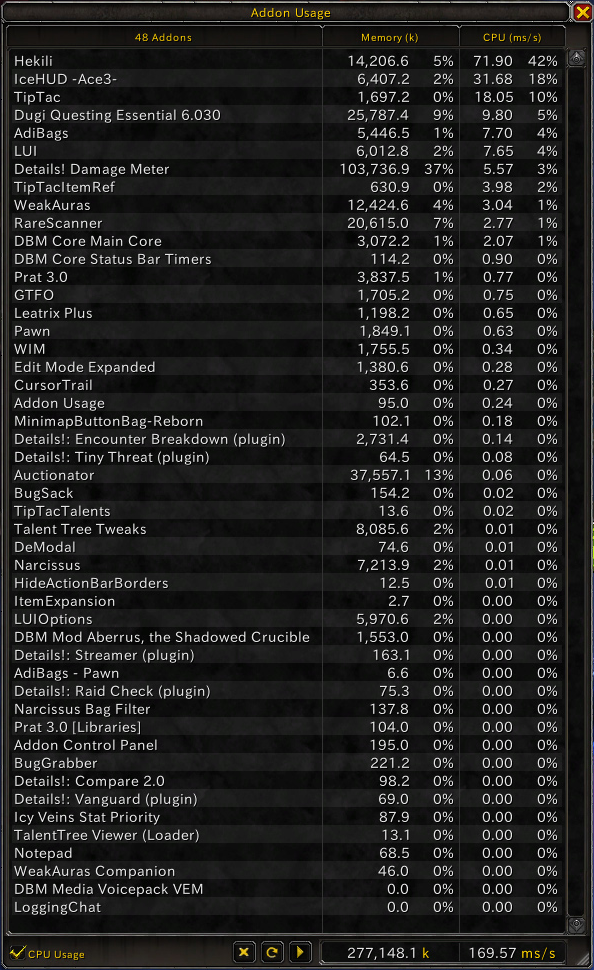 Addon Usage
48 Addons Memory (k) CPU (ms/s)
Hekili 14,206.6 5% 71.90 42%
IceHUD -Ace3- 6,407.2 2% 31.68 18%
TipTac 1,697.2 0% 18.05 10%
Dugi Questing Essential 6.030 25,787.4 9% 9.80 5%
AdiBags 5,446.5 1% 7.70 4%
LUI 6,012.8 2% 7.65 4%
Details! Damage Meter 103,736.9 37% 5.57 3%
TipTacItemRef 630.9 0% 3.98 2%
WeakAuras 12,424.6 4% 3.04 1%
RareScanner 20,615.0 7% 2.77 1%
DBM Core Main Core 3,072.2 1% 2.07 1%
DBM Core Status Bar Timers 114.2 0% 0.90 0%
Prat 3.0 3,837.5 1% 0.77 0%
GTFO 1,705.2 0% 0.75 0%
Leatrix Plus 1,198.2 0% 0.65 0%
Pawn 1,849.1 0% 0.63 0%
WIM 1,755.5 0% 0.34 0%
Edit Mode Expanded 1,380.6 0% 0.28 0%
CursorTrail 353.6 0% 0.27 0%
Addon Usage 95.0 0% 0.24 0%
MinimapButtonBag-Reborn 102.1 0% 0.18 0%
Details!: Encounter Breakdown (plugin) 2,731.4 0% 0.14 0%
Details!: Tiny Threat (plugin) 64.5 0% 0.08 0%
Auctionator 37,557.1 13% 0.06 0%
BugSack 154.2 0% 0.02 0%
TipTacTalents 13.6 0% 0.02 0%
Talent Tree Tweaks 8,085.6 2% 0.01 0%
DeModal 74.6 0% 0.01 0%
Narcissus 7,213.9 2% 0.01 0%
HideActionBarBorders 12.5 0% 0.01 0%
ItemExpansion 2.7 0% 0.00 0%
LUIOptions 5,970.6 2% 0.00 0%
DBM Mod Aberrus, the Shadowed Crucible 1,553.0 0% 0.00 0%
Details!: Streamer (plugin) 163.1 0% 0.00 0%
AdiBags - Pawn 6.6 0% 0.00 0%
Details!: Raid Check (plugin) 75.3 0% 0.00 0%
Narcissus Bag Filter 137.8 0% 0.00 0%
Prat 3.0 [Libraries] 104.0 0% 0.00 0%
Addon Control Panel 195.0 0% 0.00 0%
BugGrabber 221.2 0% 0.00 0%
Details!: Compare 2.0 98.2 0% 0.00 0%
Details!: Vanguard (plugin) 69.0 0% 0.00 0%
Icy Veins Stat Priority 87.9 0% 0.00 0%
TalentTree Viewer (Loader) 13.1 0% 0.00 0%
Notepad 68.5 0% 0.00 0%
WeakAuras Companion 46.0 0% 0.00 0%
DBM Media Voicepack VEM 0.0 0% 0.00 0%
LoggingChat 0.0 0% 0.00 0%
CPU Usage 277,148.1 k 169.57 ms/s